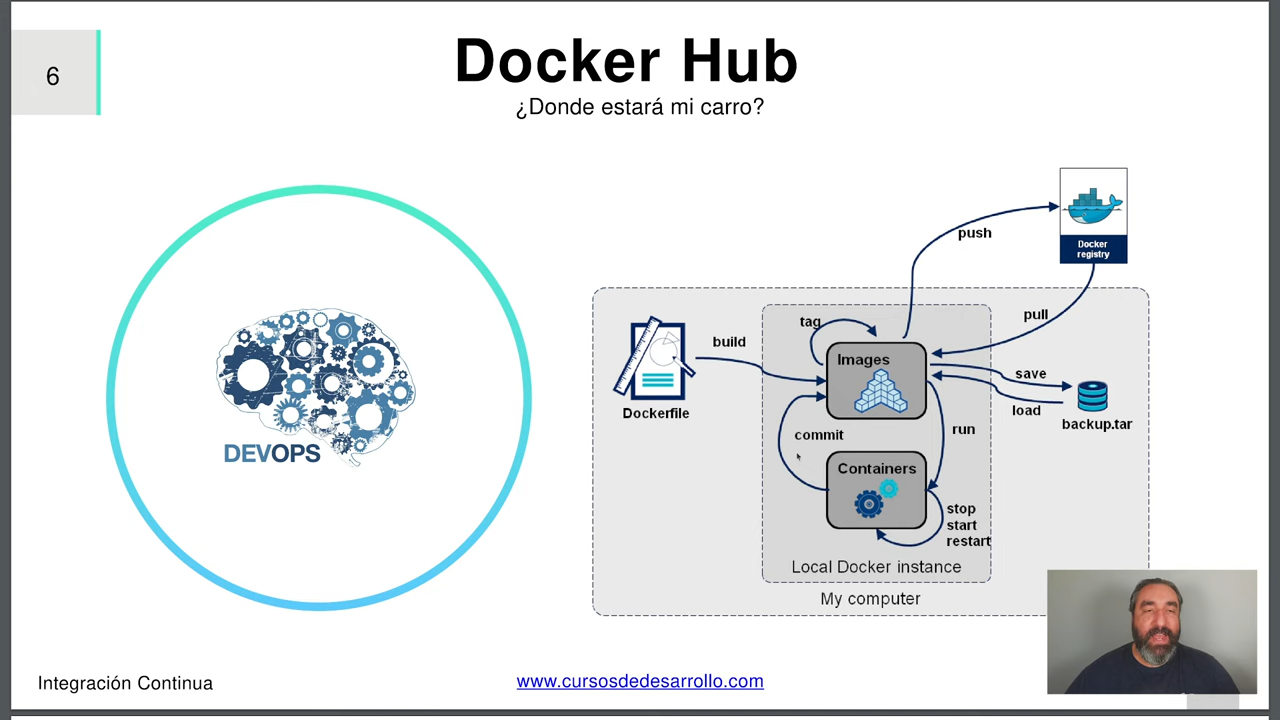 6
Docker Hub
¿Donde estará mi carro?
DEVOPS
push
Docker
registry
pull
tag
build
Images
save
load
backup.tar
Dockerfile
commit
run
Containers
stop
start
restart
Local Docker instance
My computer
Integración Continua
www.cursosdedesarrollo.com